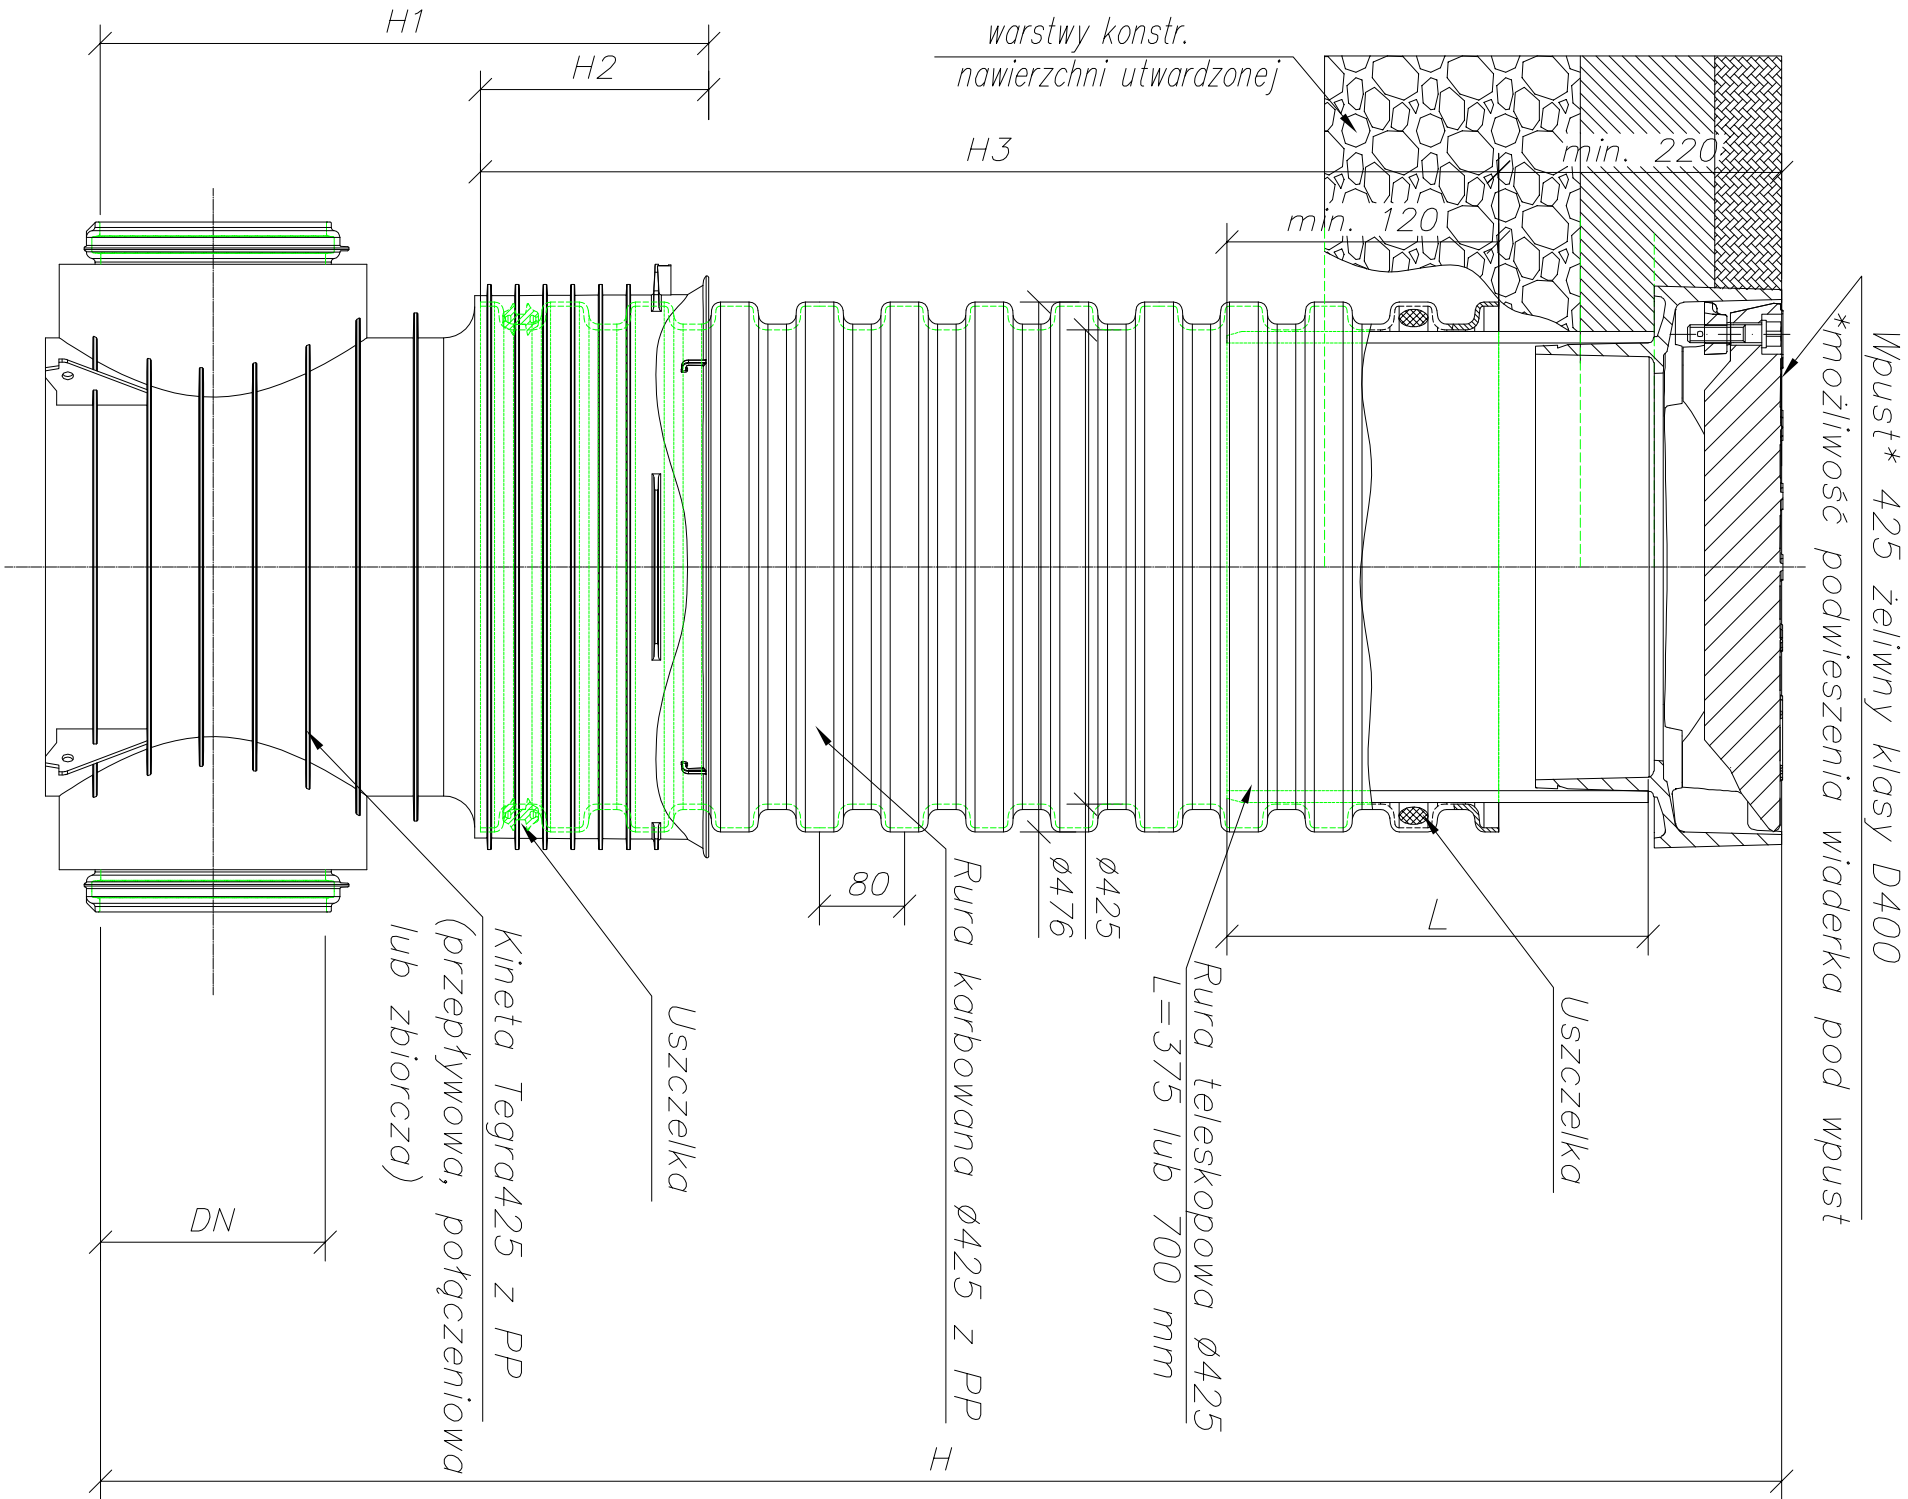 H1
H2
warstwy konstr.
nawierzchni utwardzonej
H3
min. 220
min. 120
Wpust* 425 żeliwny klasy D400
*możliwość podwieszenia wiaderka pod wpust
Uszczelka
L
Rura teleskopowa ø425
L=375 lub 700 mm
ø425
ø476
80
Rura karbowana ø425 z PP
Uszczelka
Kineta Tegra425 z PP
(przepływowa, połączeniowa
lub zbiorcza)
DN
H